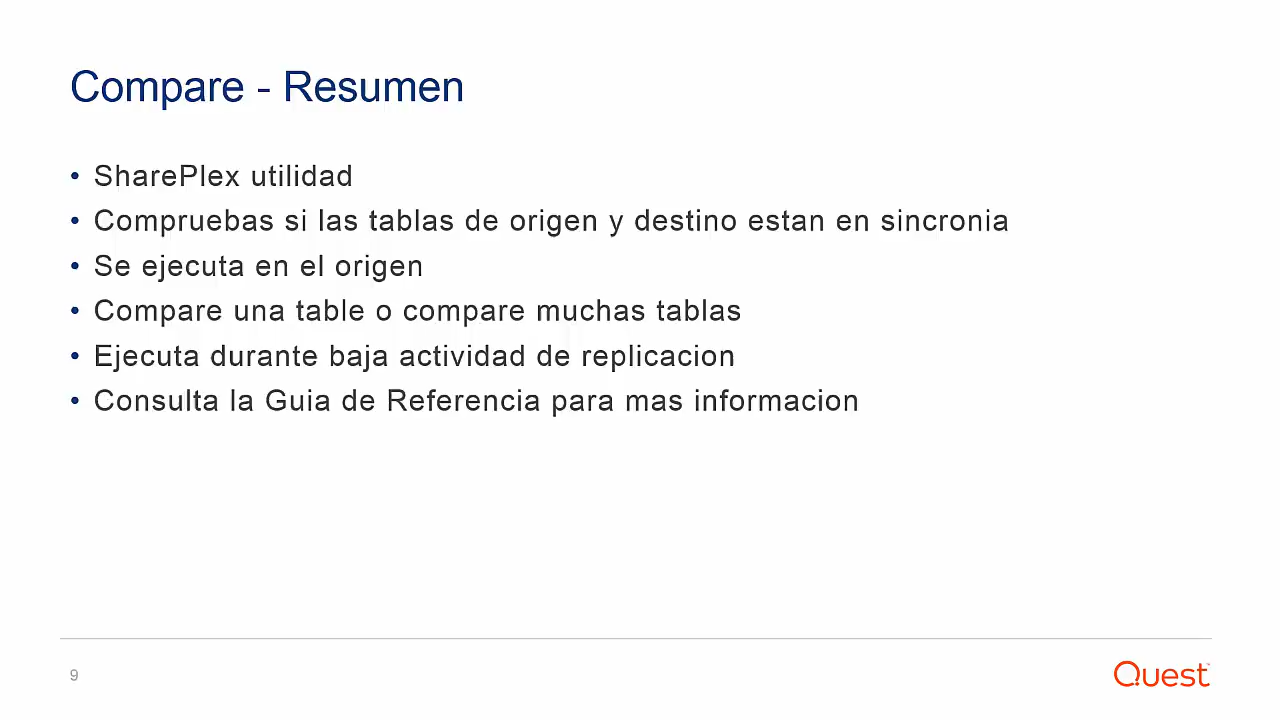 Compare - Resumen
• SharePlex utilidad
• Compruebas si las tablas de origen y destino estan en sincronia
• Se ejecuta en el origen
• Compare una table o compare muchas tablas
• Ejecuta durante baja actividad de replicacion
• Consulta la Guia de Referencia para mas informacion
9
Quest